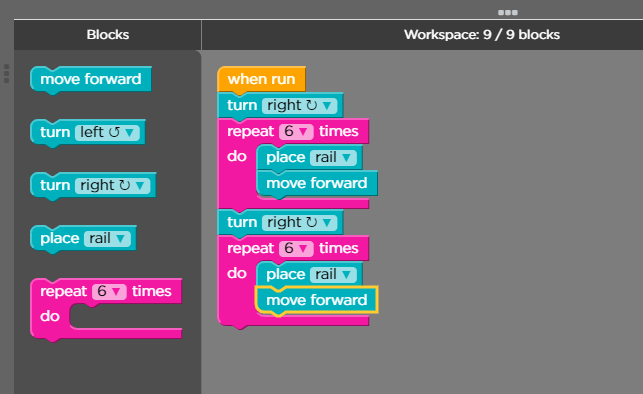 Blocks
Workspace: 9 / 9 blocks
move forward
turn left ↺ ▼
turn right ↻ ▼
place rail ▼
repeat 6 ▼ times
do
when run
turn right ↻ ▼
repeat 6 ▼ times
do place rail ▼
move forward
turn right ↻ ▼
repeat 6 ▼ times
do place rail ▼
move forward